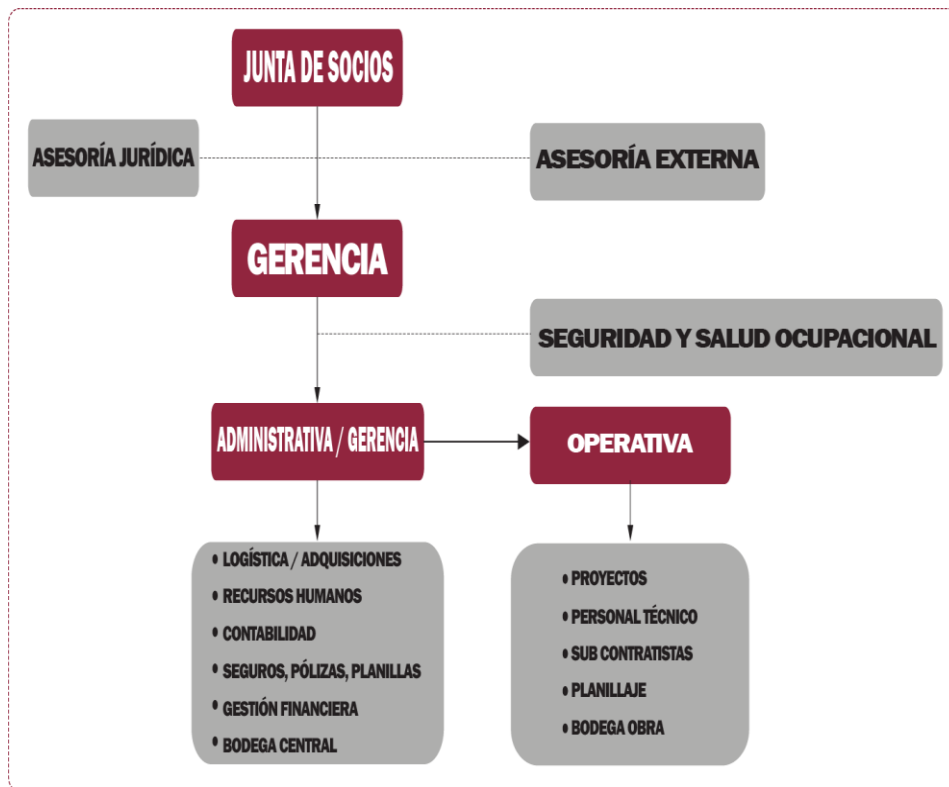 JUNTA DE SOCIOS
ASESORÍA JURÍDICA
ASESORÍA EXTERNA
GERENCIA
SEGURIDAD Y SALUD OCUPACIONAL
ADMINISTRATIVA / GERENCIA
OPERATIVA
• LOGÍSTICA / ADQUISICIONES
• RECURSOS HUMANOS
• CONTABILIDAD
• SEGUROS, PÓLIZAS, PLANILLAS
• GESTIÓN FINANCIERA
• BODEGA CENTRAL
• PROYECTOS
• PERSONAL TÉCNICO
• SUB CONTRATISTAS
• PLANILLAJE
• BODEGA OBRA